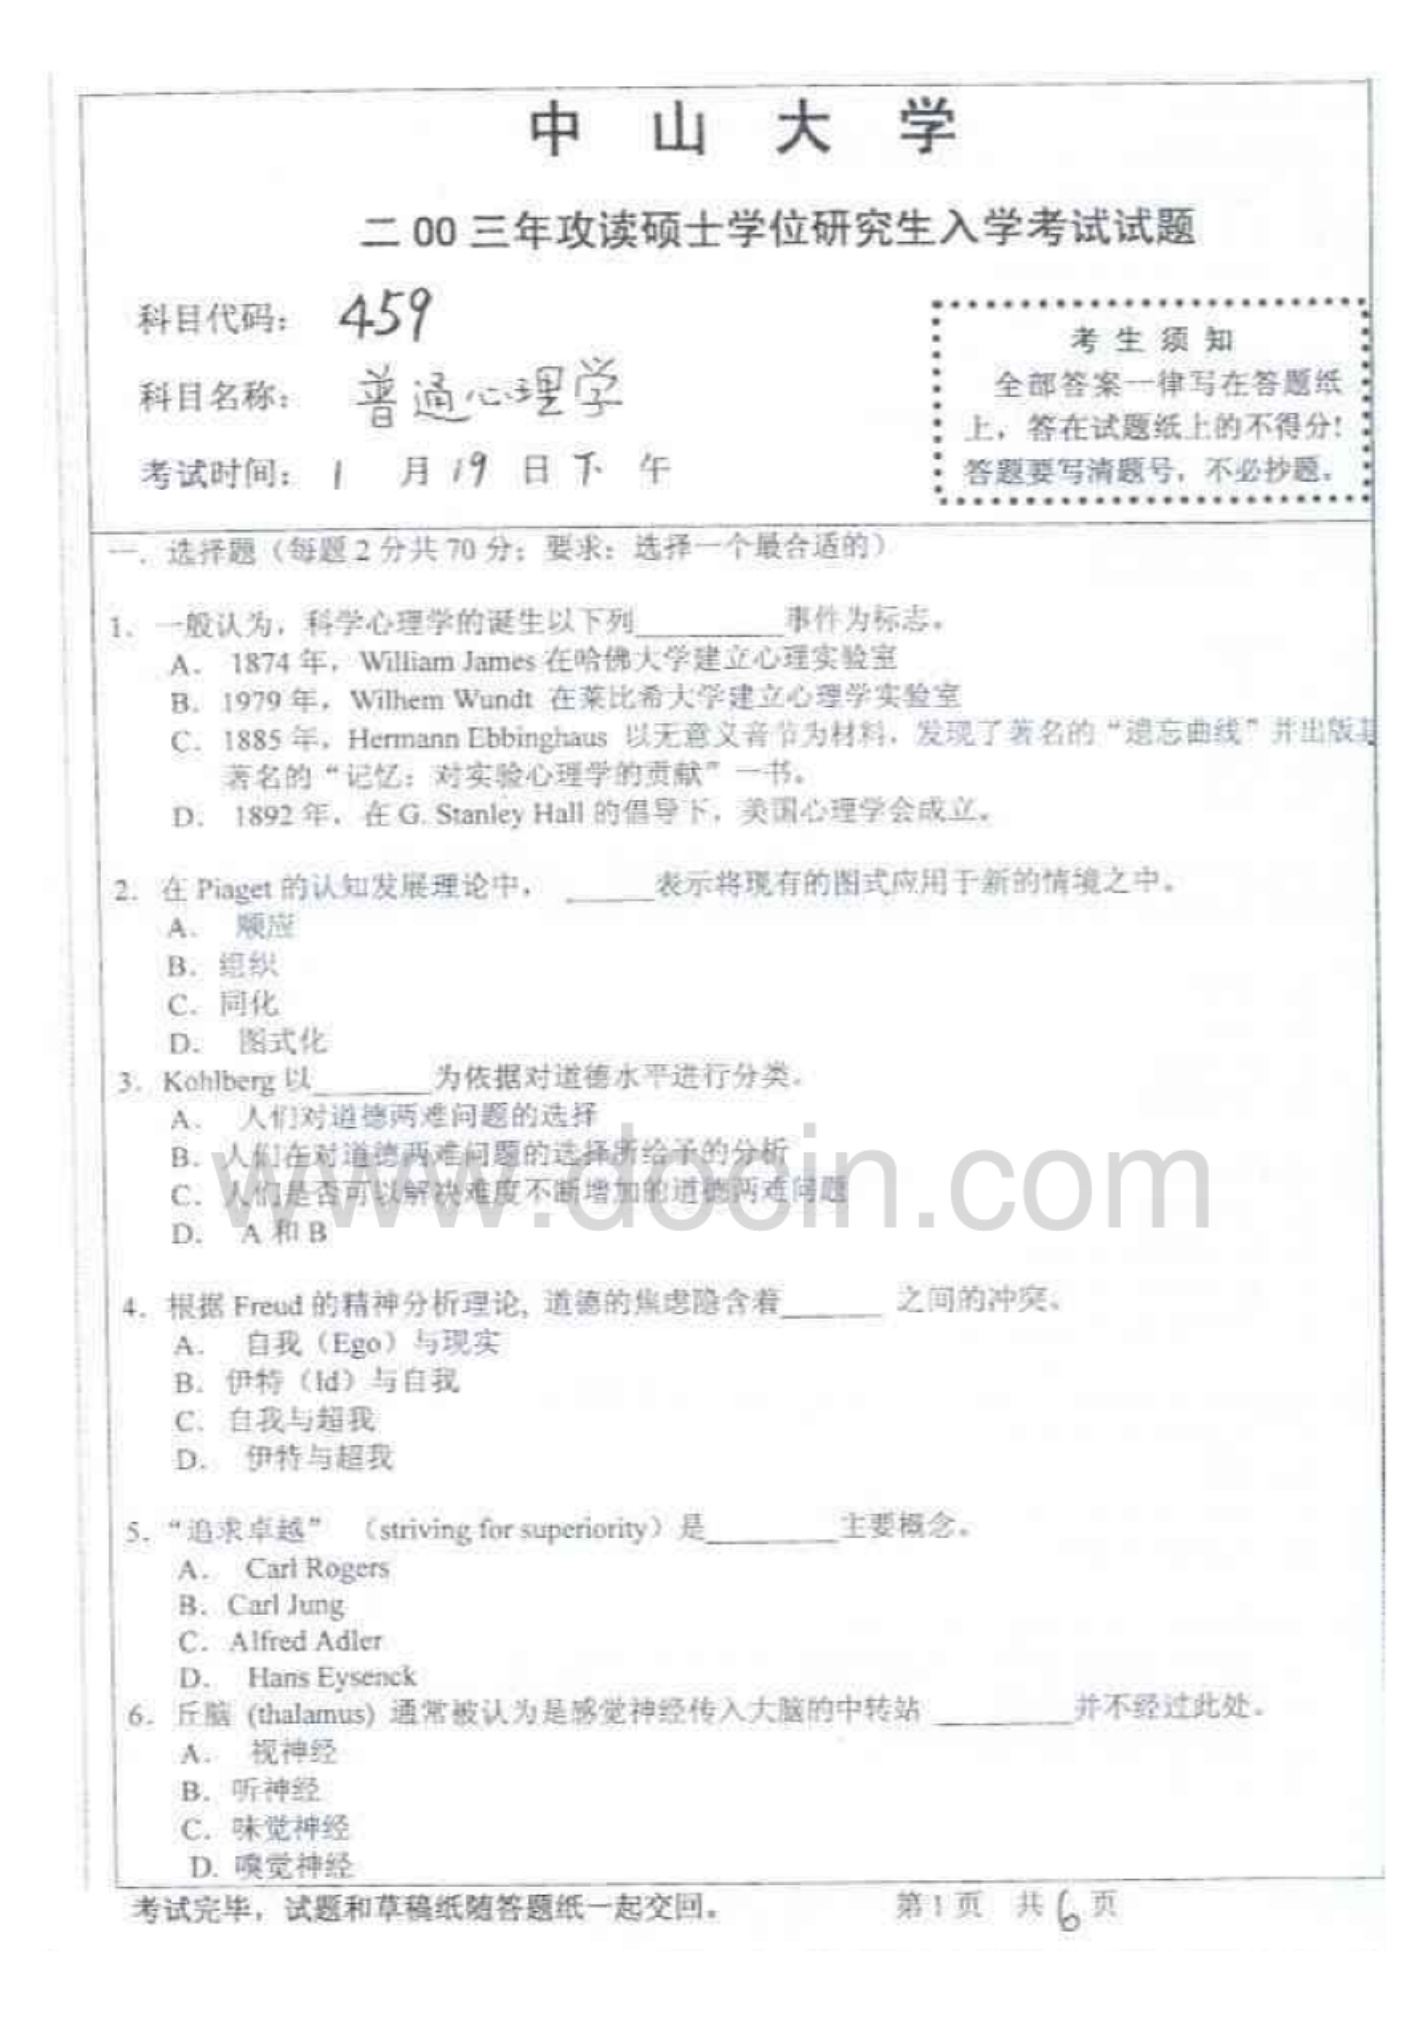 中 山 大 学
二00三年攻读硕士学位研究生入学考试试题
科目代码： 459
科目名称： 普通心理学
考试时间： 1 月 19 日 下 午
考 生 须 知
全部答案一律写在答题纸
上，答在试题纸上的不得分！
答题要写清题号，不必抄题。
一．选择题（每题2分共70分；要求：选择一个最合适的）
1. 一般认为，科学心理学的诞生以下列________事件为标志。
A. 1874年，William James 在哈佛大学建立心理实验室
B. 1979年，Wilhem Wundt 在莱比希大学建立心理学实验室
C. 1885年，Hermann Ebbinghaus 以无意义音节为材料，发现了著名的“遗忘曲线”并出版其
著名的“记忆：对实验心理学的贡献”一书。
D. 1892年，在 G. Stanley Hall 的倡导下，美国心理学会成立。
2. 在 Piaget 的认知发展理论中， ______表示将现有的图式应用于新的情境之中。
A. 顺应
B. 组织
C. 同化
D. 图式化
3. Kohlberg 以________为依据对道德水平进行分类。
A. 人们对道德两难问题的选择
B. 人们在对道德两难问题的选择所给予的分析
C. 人们是否可以解决难度不断增加的道德两难问题
www.docin.com
D. A 和 B
4. 根据 Freud 的精神分析理论, 道德的焦虑隐含着_______ 之间的冲突。
A. 自我（Ego）与现实
B. 伊特（Id）与自我
C. 自我与超我
D. 伊特与超我
5. “追求卓越” （striving for superiority）是_________主要概念。
A. Carl Rogers
B. Carl Jung
C. Alfred Adler
D. Hans Eysenck
6. 丘脑 (thalamus) 通常被认为是感觉神经传入大脑的中转站 _________并不经过此处。
A. 视神经
B. 听神经
C. 味觉神经
D. 嗅觉神经
考试完毕，试题和草稿纸随答题纸一起交回。 第 1 页 共 6 页